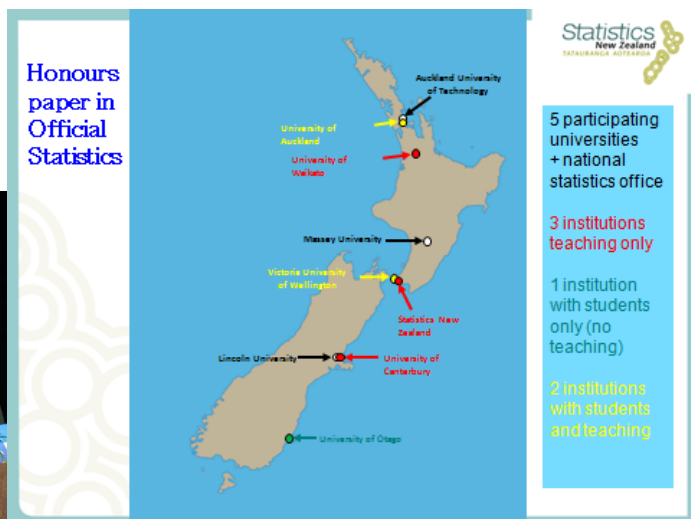 Honours
paper in
Official
Statistics
Auckland University
of Technology
University of
Auckland
University of
Waikato
Massey University
Victoria University
of Wellington
Statistics New
Zealand
Lincoln University
University of
Canterbury
University of Otago
Statistics
New Zealand
TATAURANGA AOTEAROA
5 participating
universities
+ national
statistics office
3 institutions
teaching only
1 institution
with students
only (no
teaching)
2 institutions
with students
and teaching